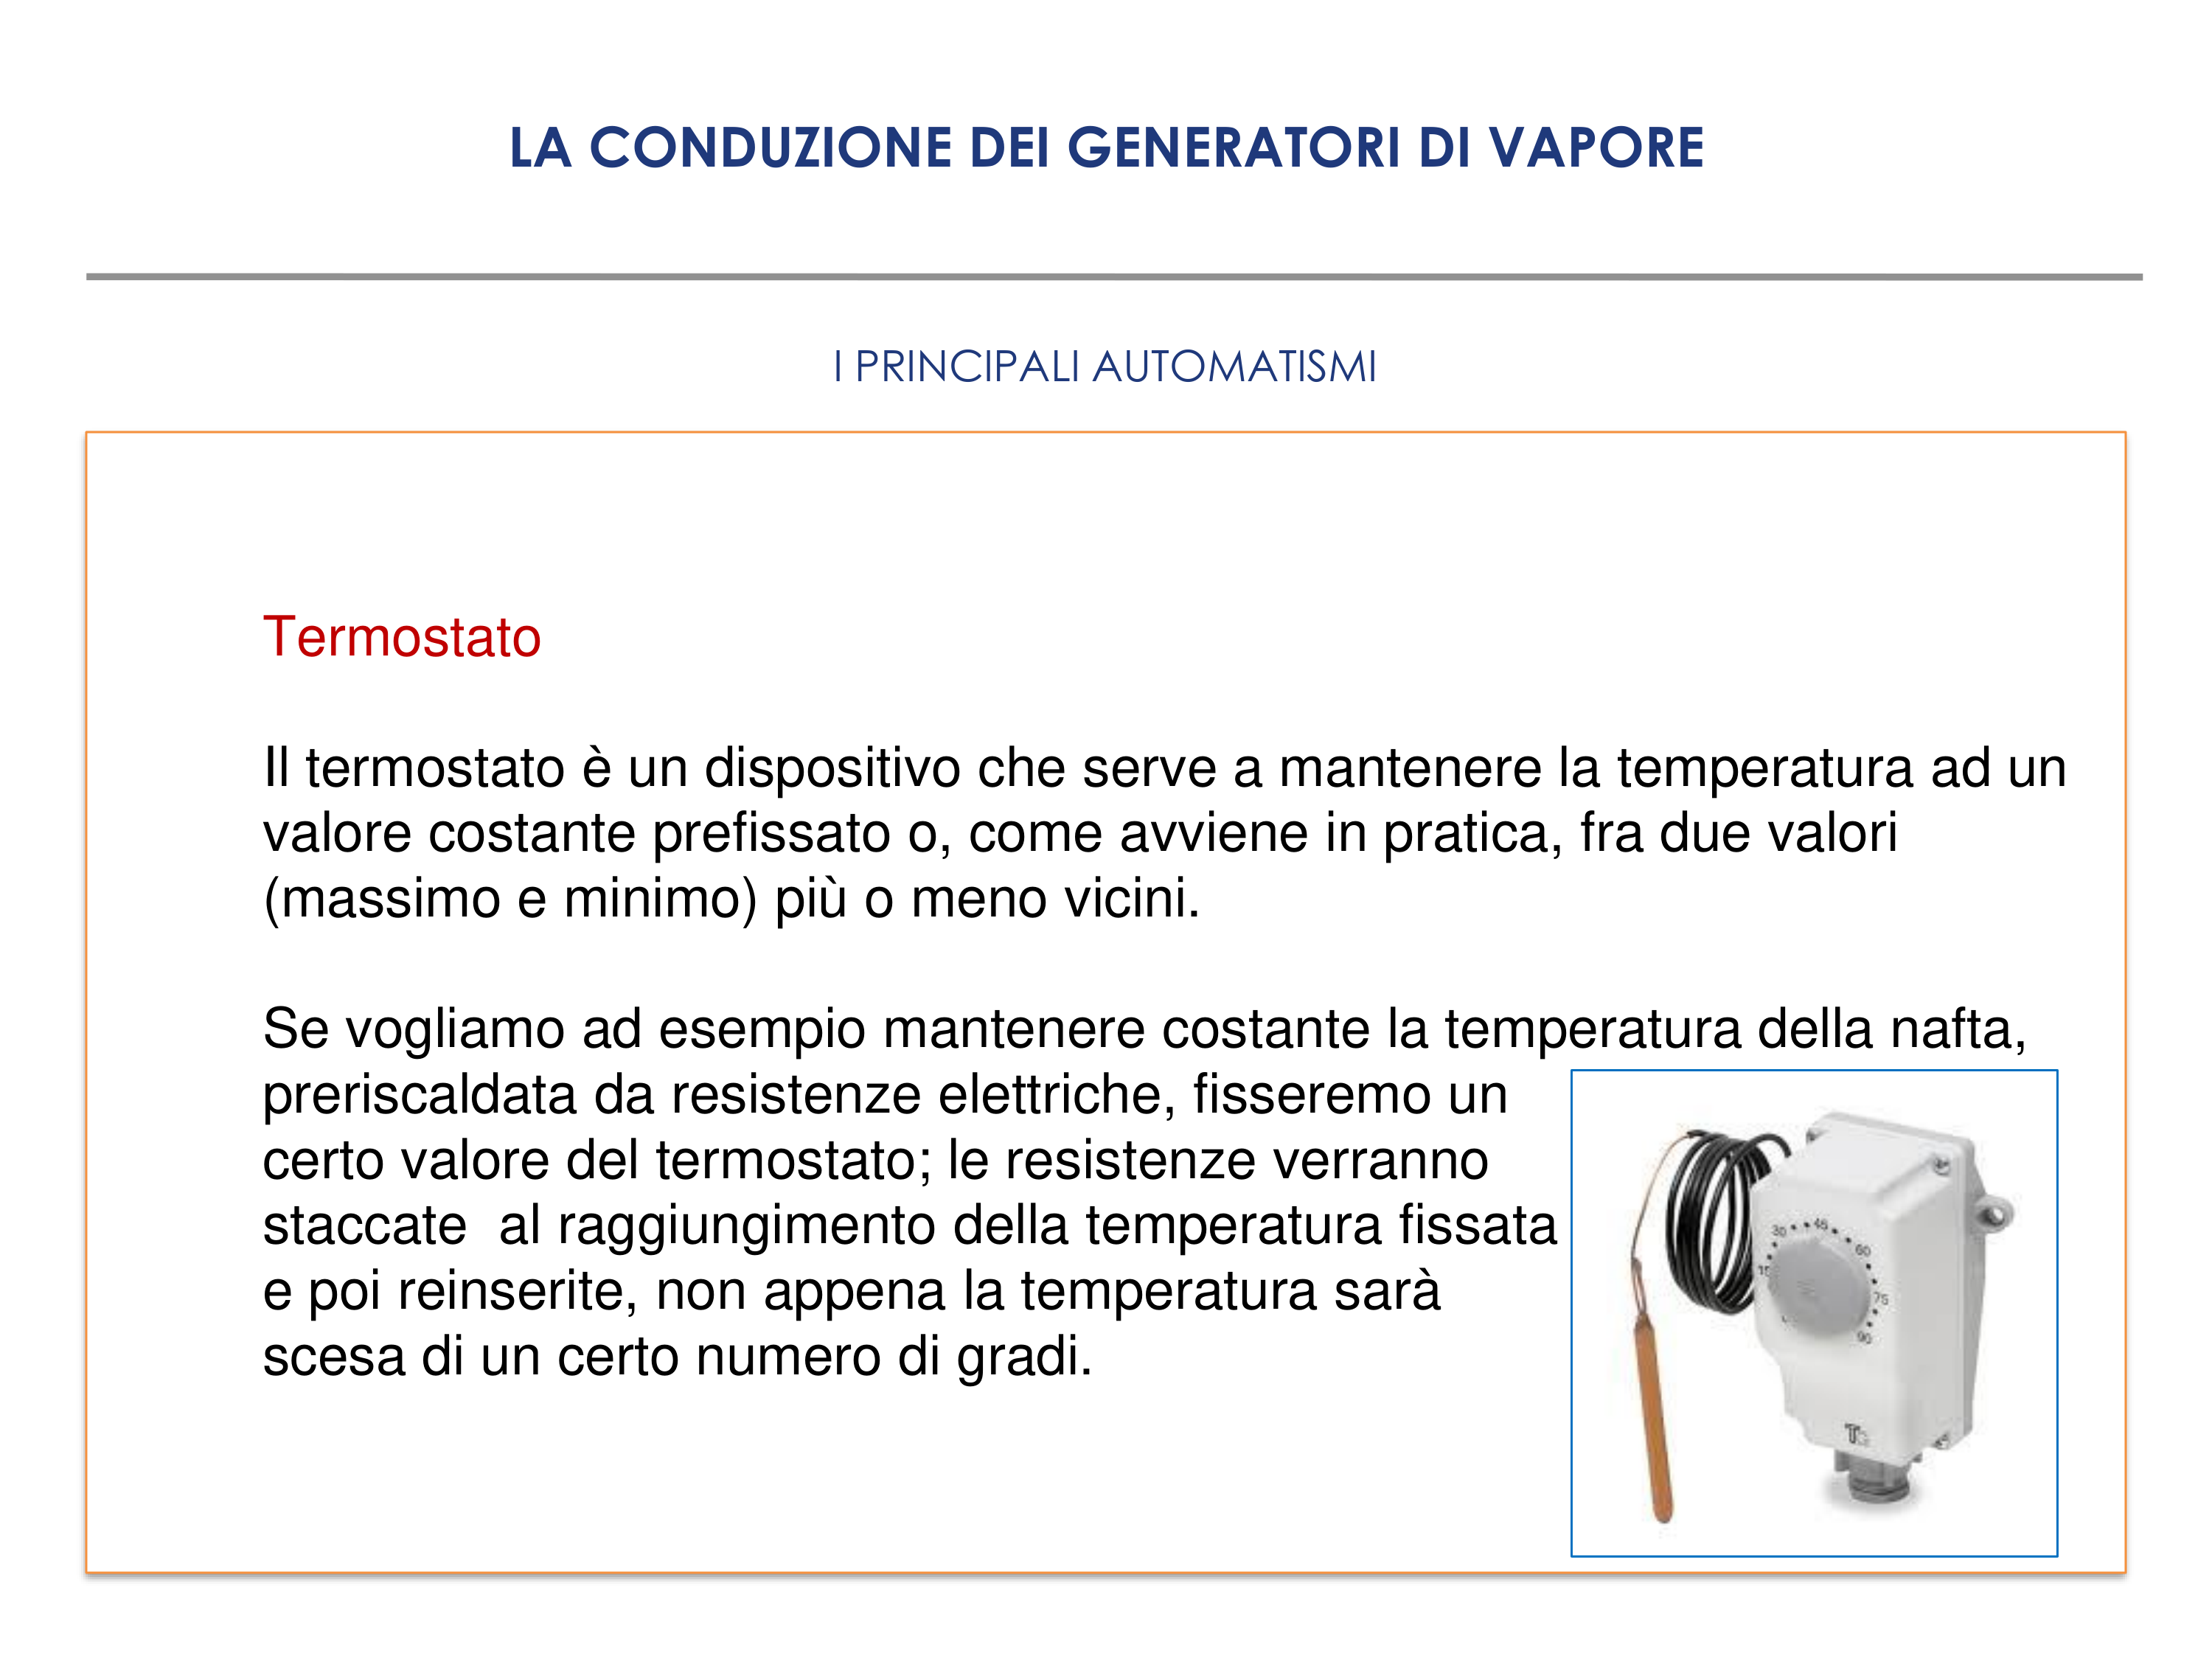 LA CONDUZIONE DEI GENERATORI DI VAPORE
I PRINCIPALI AUTOMATISMI
Termostato
Il termostato è un dispositivo che serve a mantenere la temperatura ad un
valore costante prefissato o, come avviene in pratica, fra due valori
(massimo e minimo) più o meno vicini.
Se vogliamo ad esempio mantenere costante la temperatura della nafta,
preriscaldata da resistenze elettriche, fisseremo un
certo valore del termostato; le resistenze verranno
staccate  al raggiungimento della temperatura fissata
e poi reinserite, non appena la temperatura sarà
scesa di un certo numero di gradi.
30 45 60
15
75
90